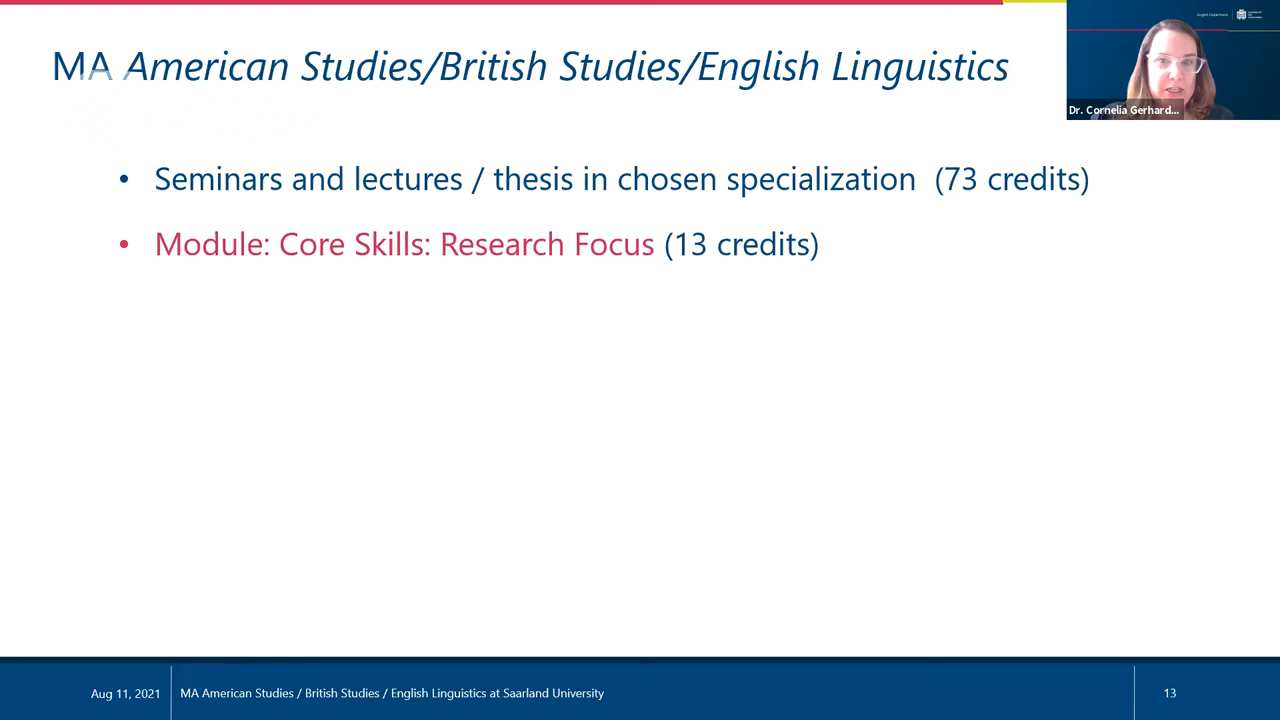 MA American Studies/British Studies/English Linguistics
English Department
Dr. Cornelia Gerhard...
• Seminars and lectures / thesis in chosen specialization (73 credits)
• Module: Core Skills: Research Focus (13 credits)
Aug 11, 2021
MA American Studies / British Studies / English Linguistics at Saarland University
13